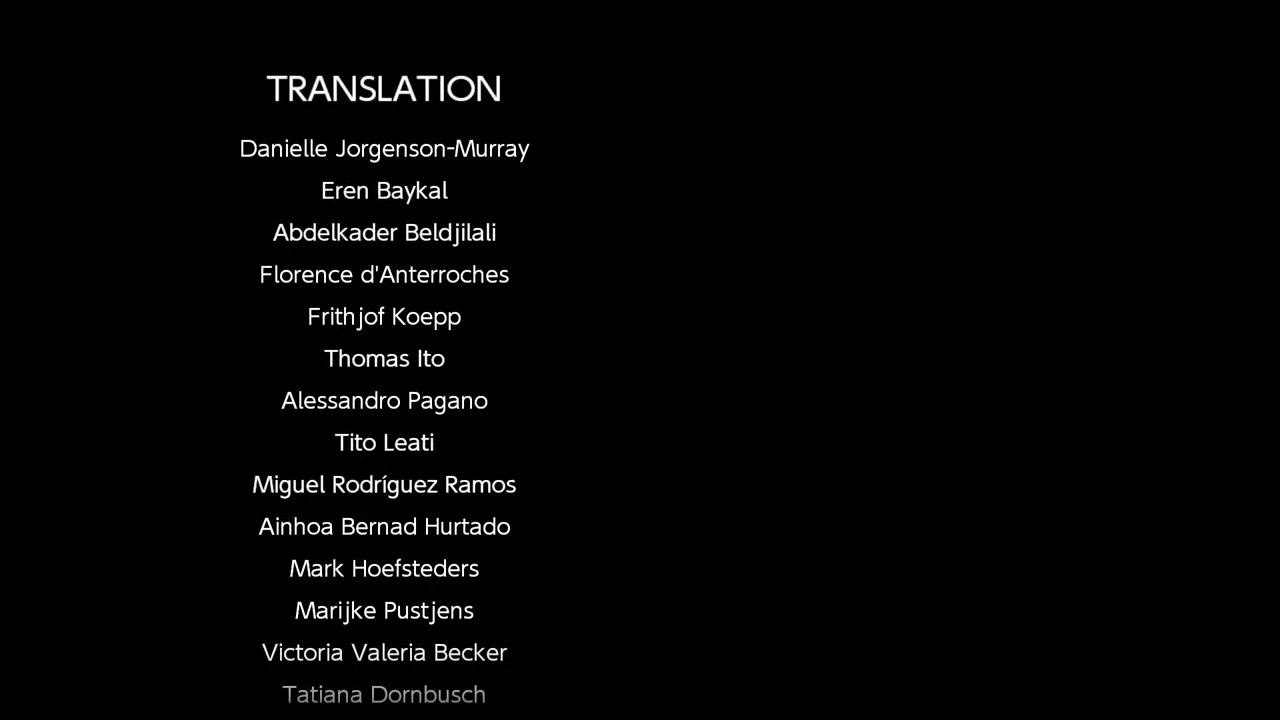 TRANSLATION
Danielle Jorgenson-Murray
Eren Baykal
Abdelkader Beldjilali
Florence d'Anterroches
Frithjof Koepp
Thomas Ito
Alessandro Pagano
Tito Leati
Miguel Rodríguez Ramos
Ainhoa Bernad Hurtado
Mark Hoefsteders
Marijke Pustjens
Victoria Valeria Becker
Tatiana Dornbusch